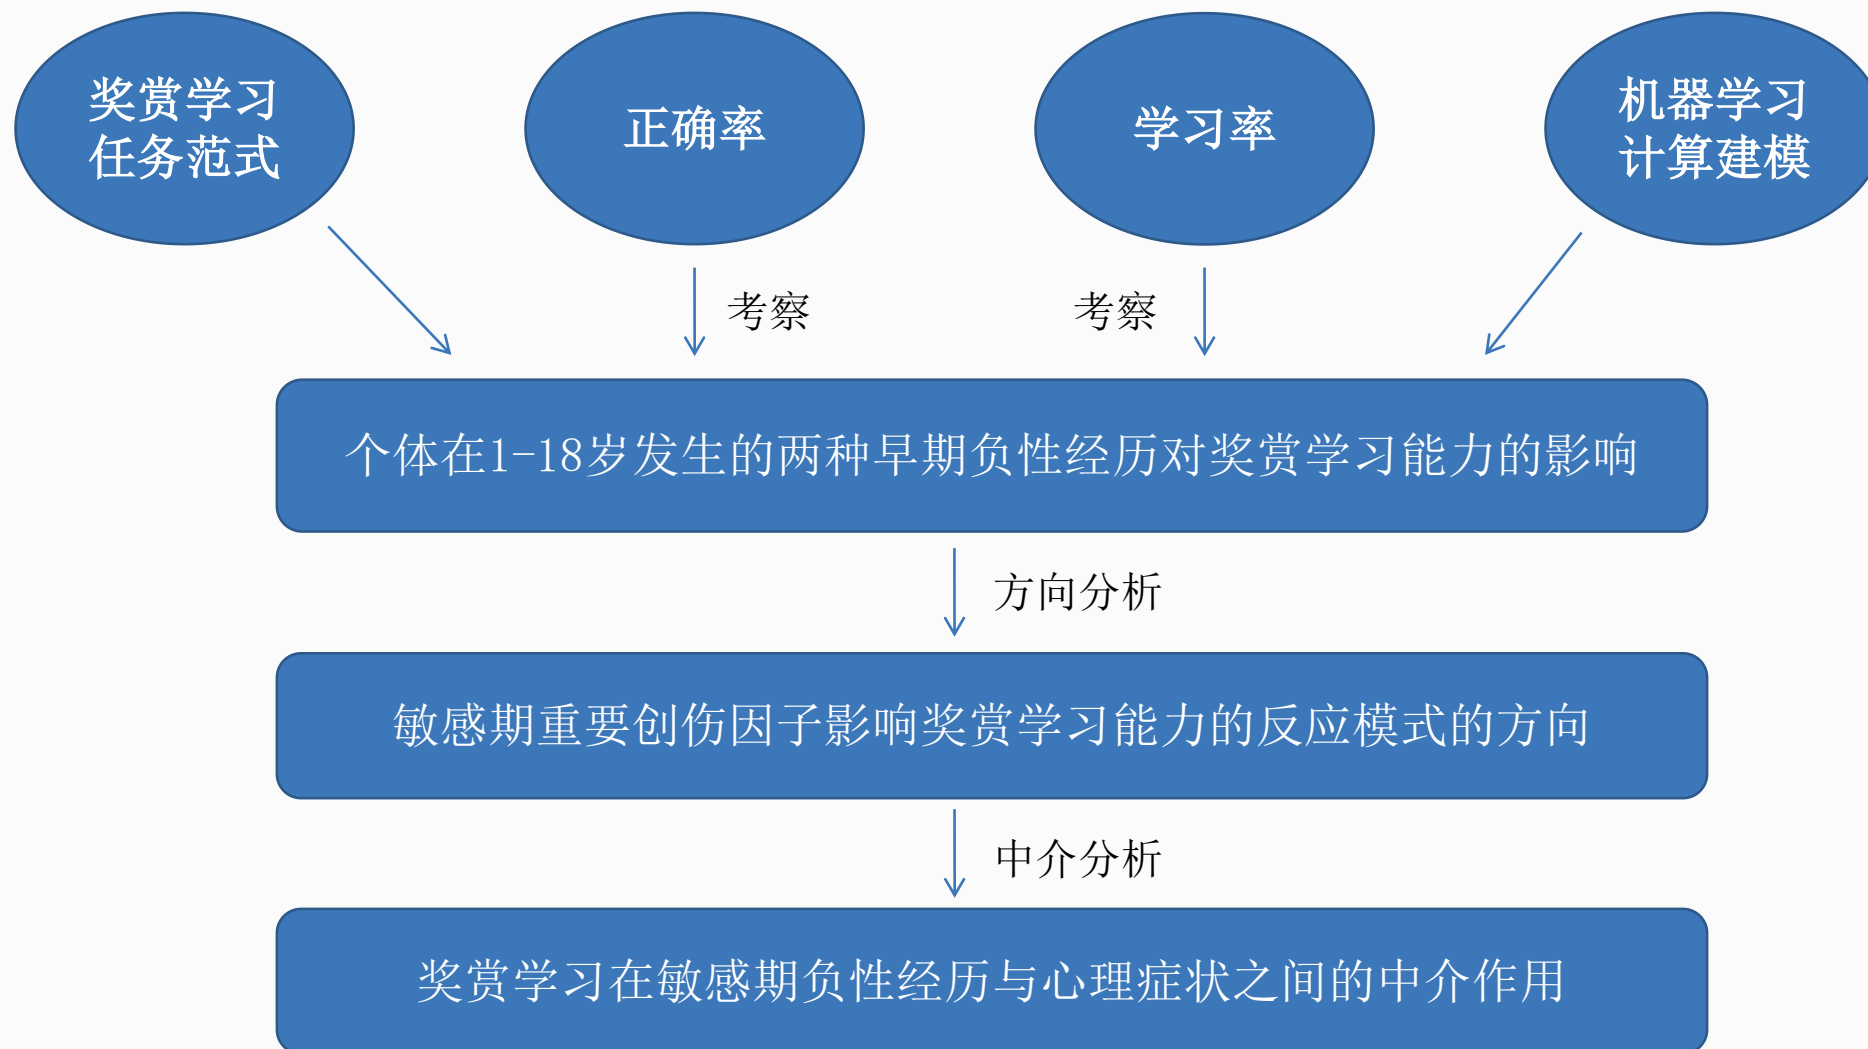 奖赏学习
任务范式
正确率
学习率
机器学习
计算建模
考察
考察
个体在1-18岁发生的两种早期负性经历对奖赏学习能力的影响
方向分析
敏感期重要创伤因子影响奖赏学习能力的反应模式的方向
中介分析
奖赏学习在敏感期负性经历与心理症状之间的中介作用